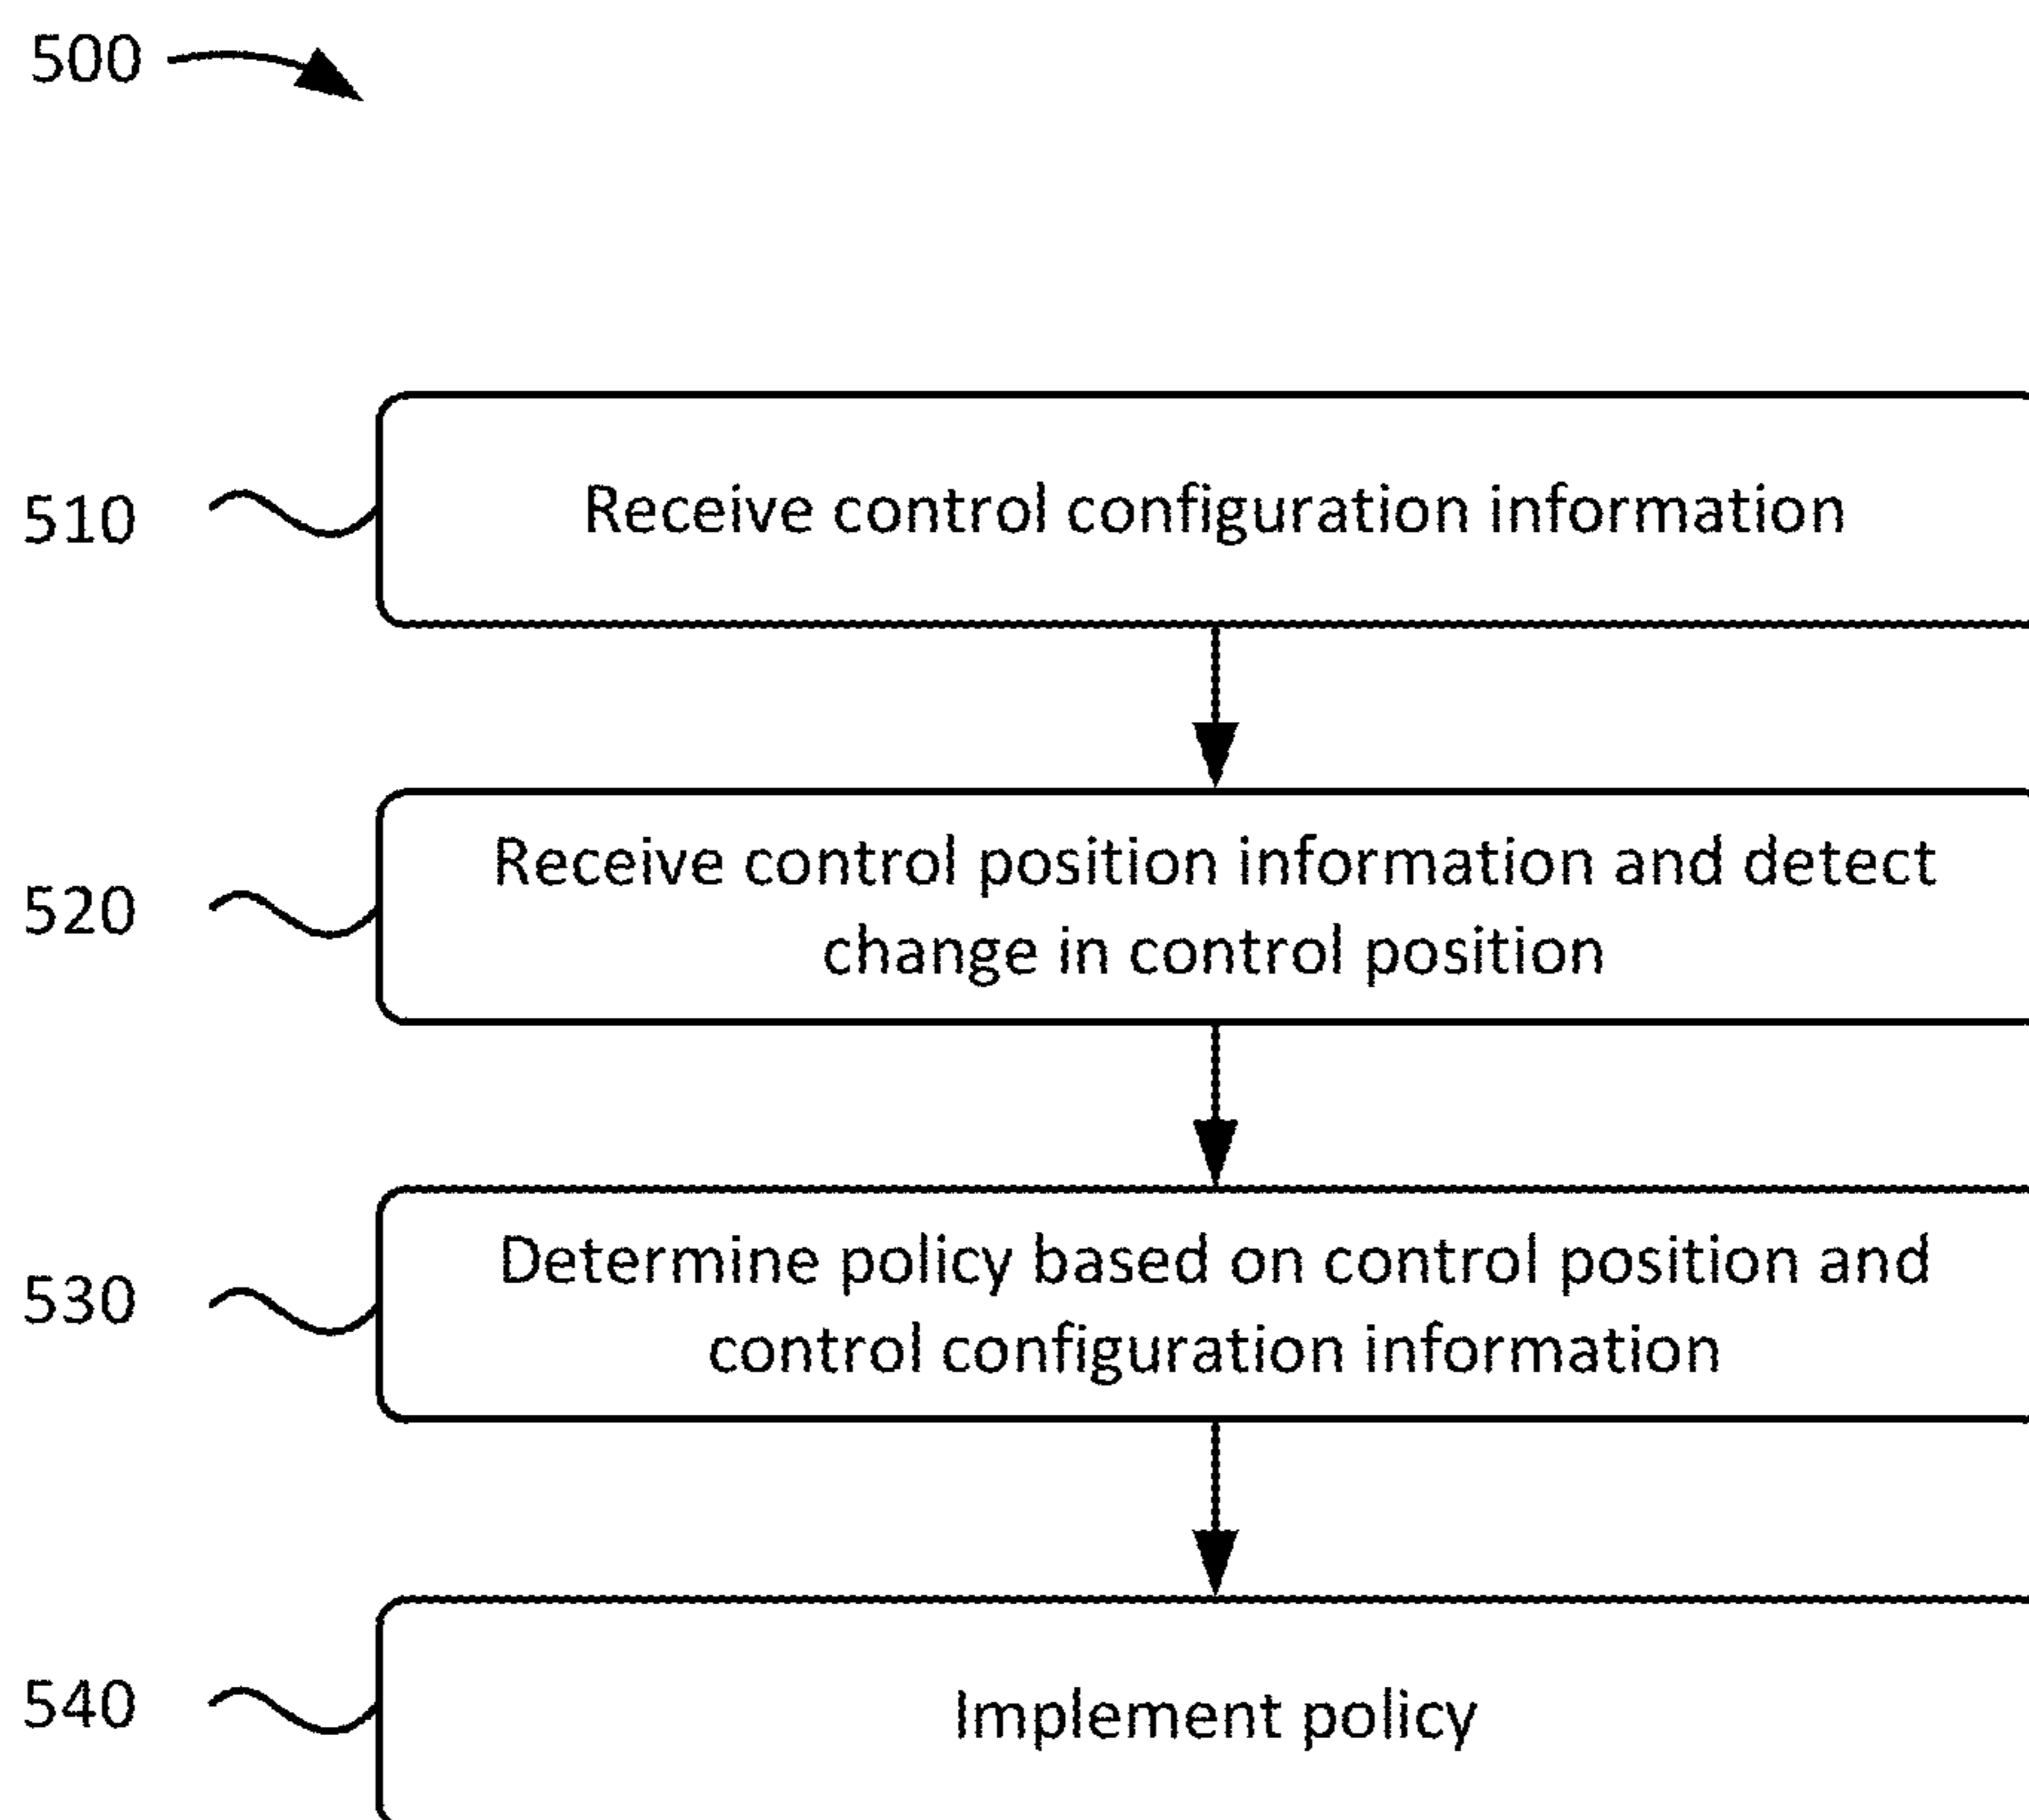 500
510
Receive control configuration information
520
Receive control position information and detect
change in control position
530
Determine policy based on control position and
control configuration information
540
Implement policy